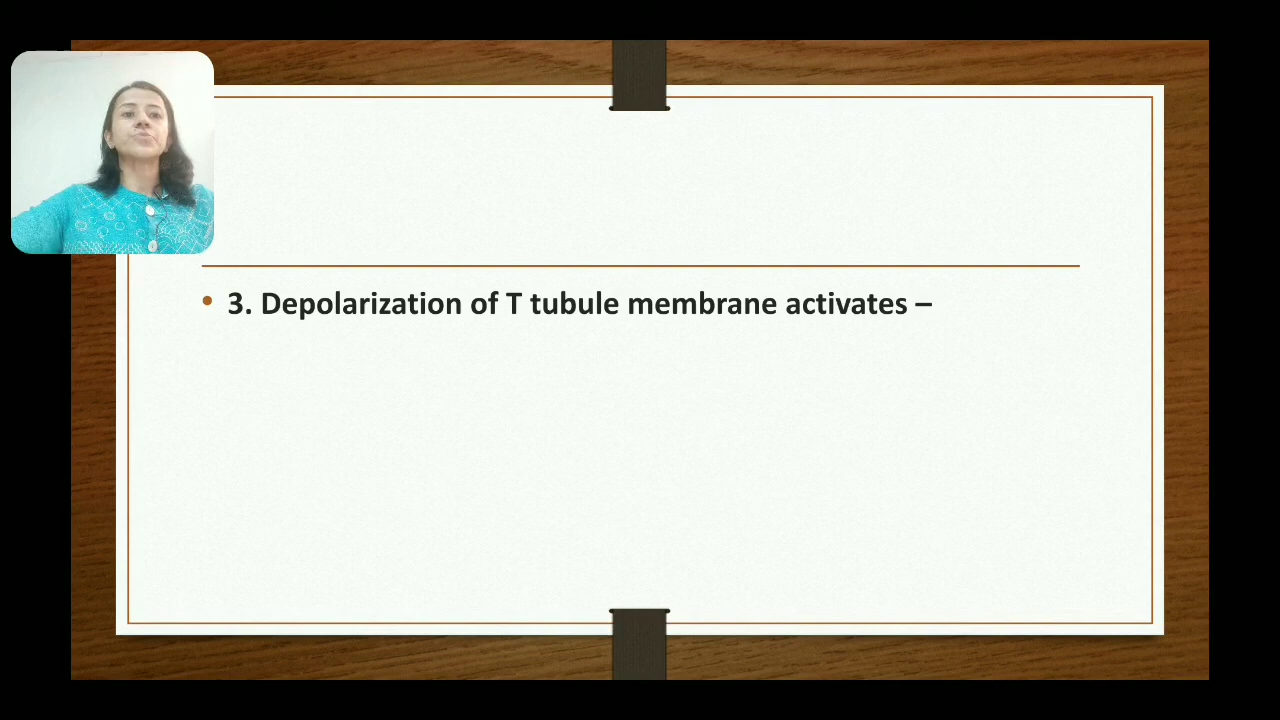 • 3. Depolarization of T tubule membrane activates –